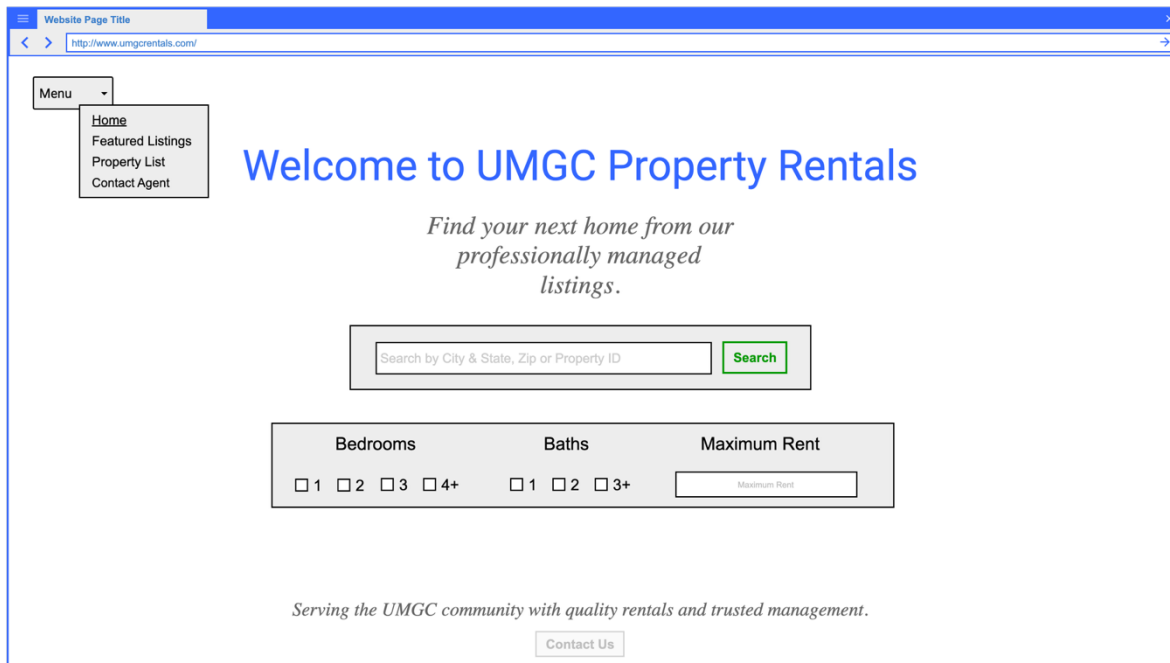 Website Page Title
http://www.umgcrentals.com/
Menu
Home
Featured Listings
Property List
Contact Agent
Welcome to UMGC Property Rentals
Find your next home from our
professionally managed
listings.
Search by City & State, Zip or Property ID
Search
Bedrooms Baths Maximum Rent
1 2 3 4+ 1 2 3+ Maximum Rent
Serving the UMGC community with quality rentals and trusted management.
Contact Us